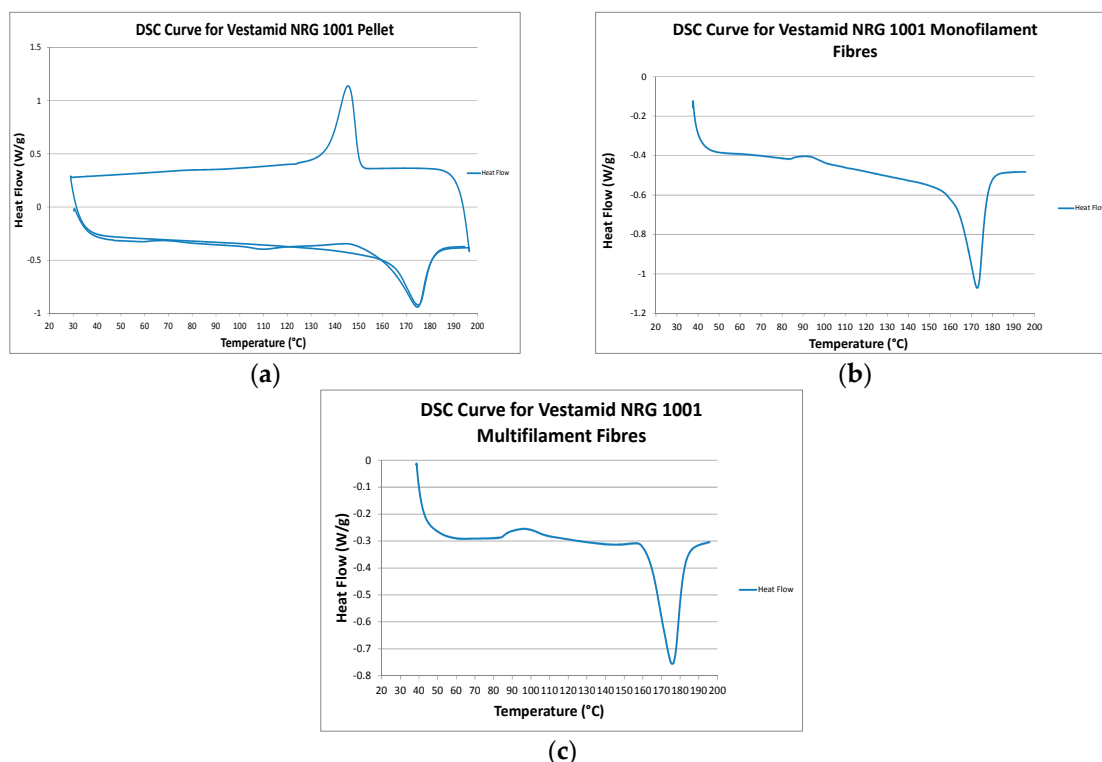 DSC Curve for Vestamid NRG 1001 Pellet
1.5
1
0.5
0
-0.5
-1
Heat Flow (W/g)
20 30 40 50 60 70 80 90 100 110 120 130 140 150 160 170 180 190 200
Temperature (°C)
Heat Flow
(a)
DSC Curve for Vestamid NRG 1001 Monofilament
Fibres
0
-0.2
-0.4
-0.6
-0.8
-1
-1.2
Heat Flow (W/g)
20 30 40 50 60 70 80 90 100 110 120 130 140 150 160 170 180 190 200
Temperature (°C)
Heat Flow
(b)
DSC Curve for Vestamid NRG 1001
Multifilament Fibres
0
-0.1
-0.2
-0.3
-0.4
-0.5
-0.6
-0.7
-0.8
Heat Flow (W/g)
20 30 40 50 60 70 80 90 100 110 120 130 140 150 160 170 180 190 200
Temperature (°C)
Heat Flow
(c)